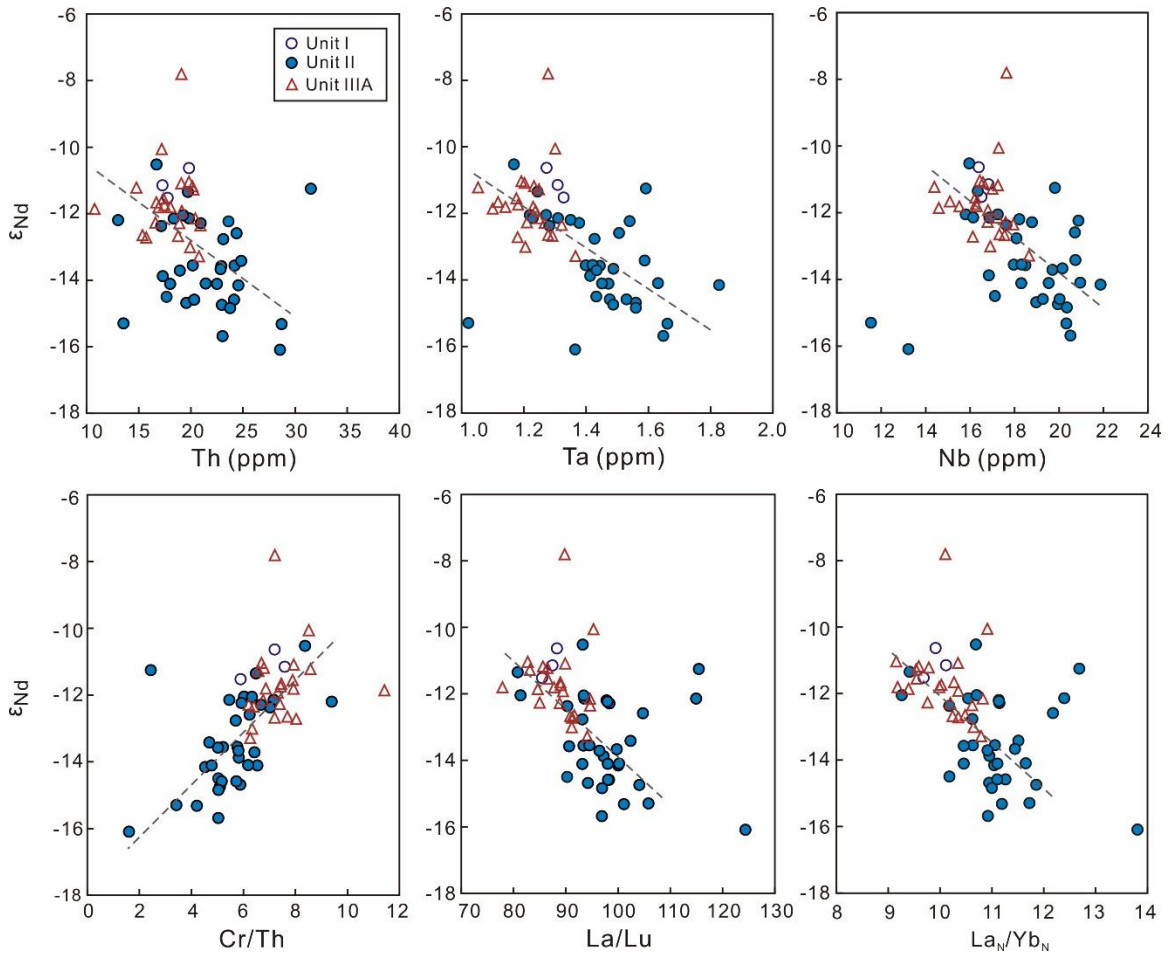 -6
-8
-10
-12
-14
-16
-18
εNd
10 15 20 25 30 35 40
Th (ppm)
Unit I
Unit II
Unit IIIA
-6
-8
-10
-12
-14
-16
-18
1.0 1.2 1.4 1.6 1.8 2.0
Ta (ppm)
-6
-8
-10
-12
-14
-16
-18
10 12 14 16 18 20 22 24
Nb (ppm)
-6
-8
-10
-12
-14
-16
-18
εNd
0 2 4 6 8 10 12
Cr/Th
-6
-8
-10
-12
-14
-16
-18
70 80 90 100 110 120 130
La/Lu
-6
-8
-10
-12
-14
-16
-18
8 9 10 11 12 13 14
LaN/YbN